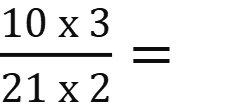 10 x 3
=
21 x 2